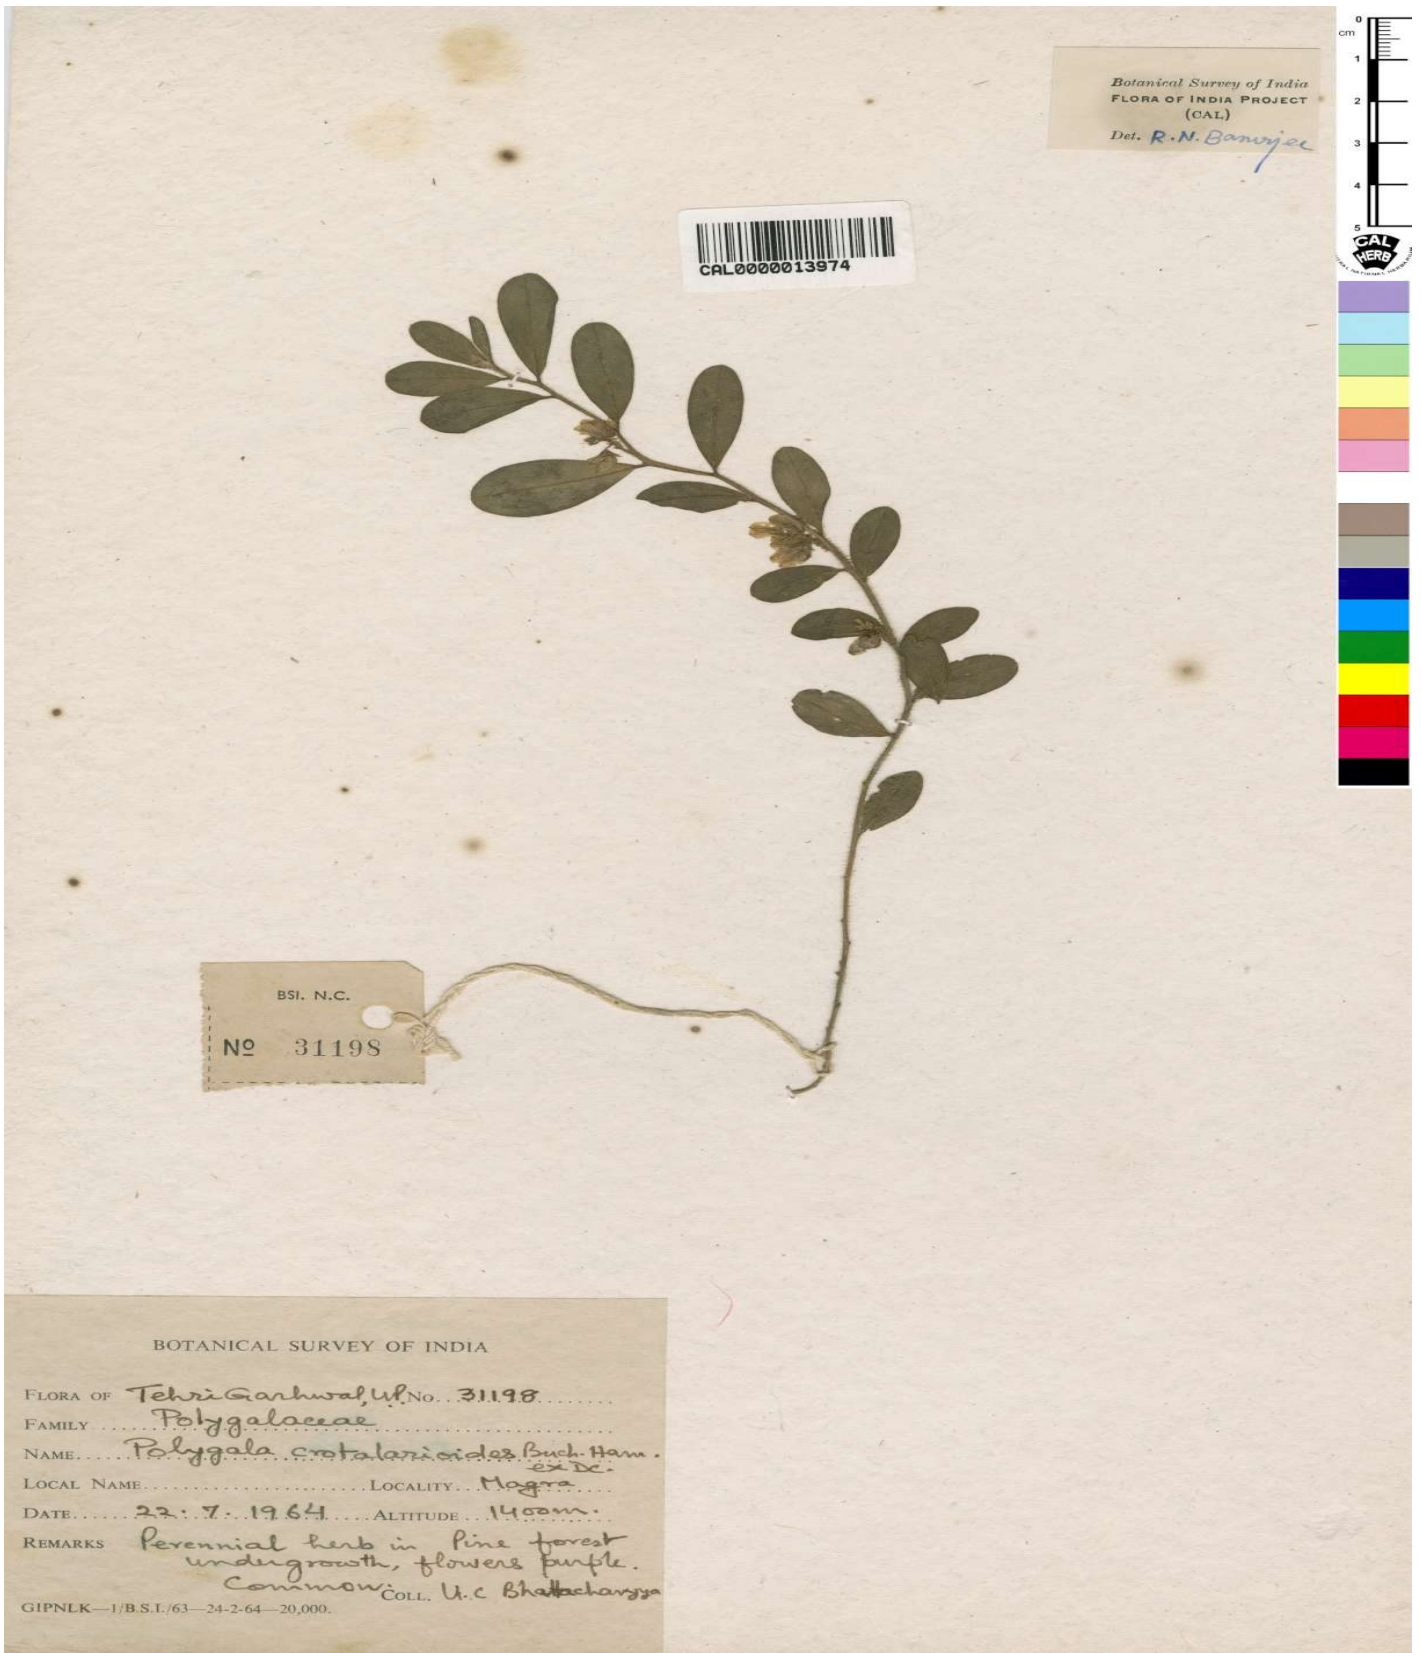 Botanical Survey of India
FLORA OF INDIA PROJECT
(CAL)
Det. R. N. Banerjee
0
cm
1
2
3
4
5
CAL
HERB
CAL0000013974
BSI. N.C.
No 31198
BOTANICAL SURVEY OF INDIA
FLORA OF Tehri Garhwal, U.P. No. 31198
FAMILY Polygalaceae
NAME Polygala crotalarioides Buch. Ham.
ex DC.
LOCAL NAME LOCALITY Magra
DATE 22.7.1964 ALTITUDE 1400m.
REMARKS Perennial herb in Pine forest
undergrowth, flowers purple.
Common. COLL. U.C Bhattacharyya
GIPNLK—1/B.S.I./63—24-2-64—20,000.